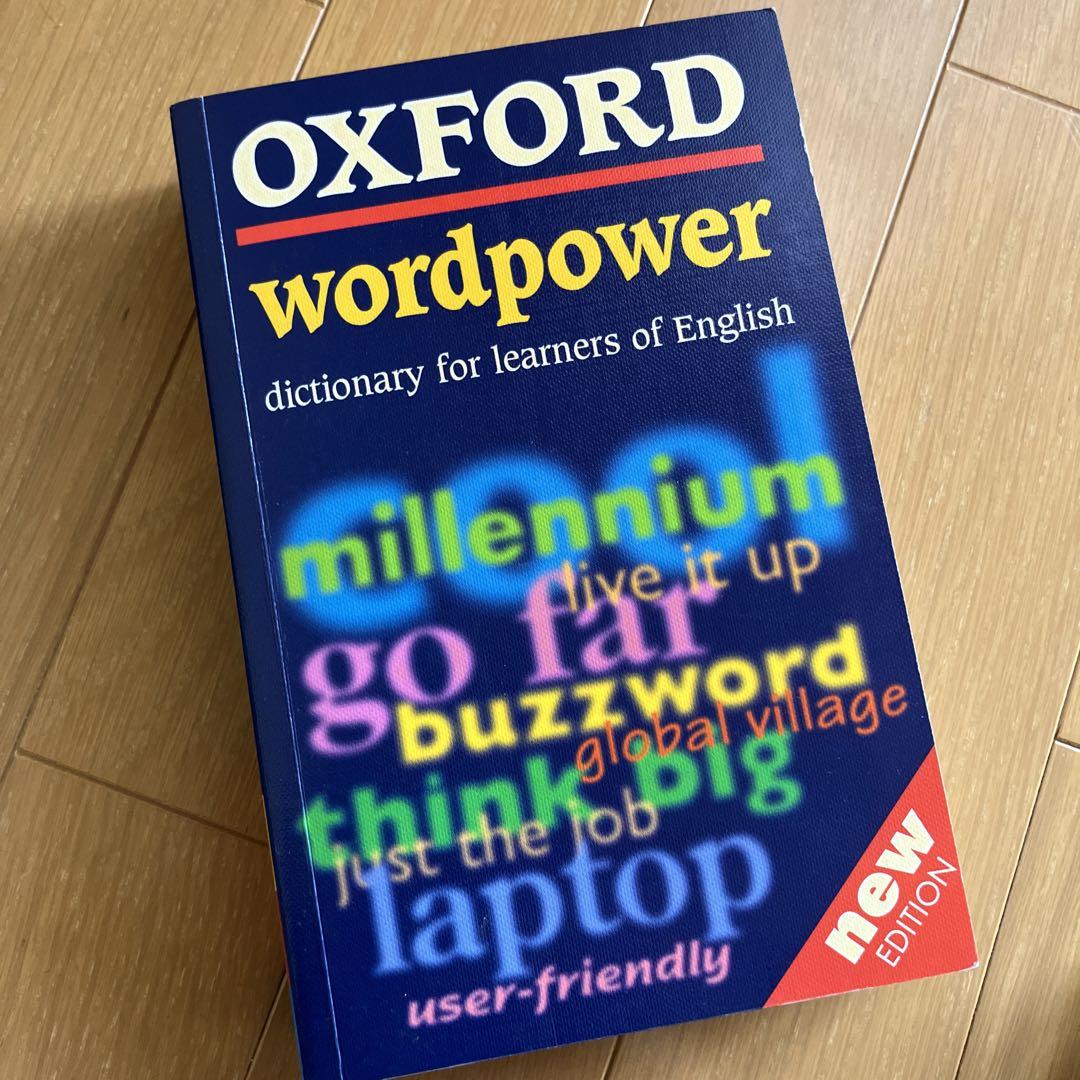 OXFORD
wordpower
dictionary for learners of English
cool
millennium
live it up
go far
buzzword
global village
think big
just the job
laptop
user-friendly
new
EDITION